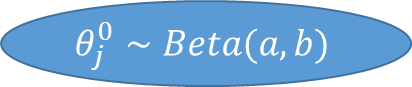 θ_j^0 ~ Beta(a, b)